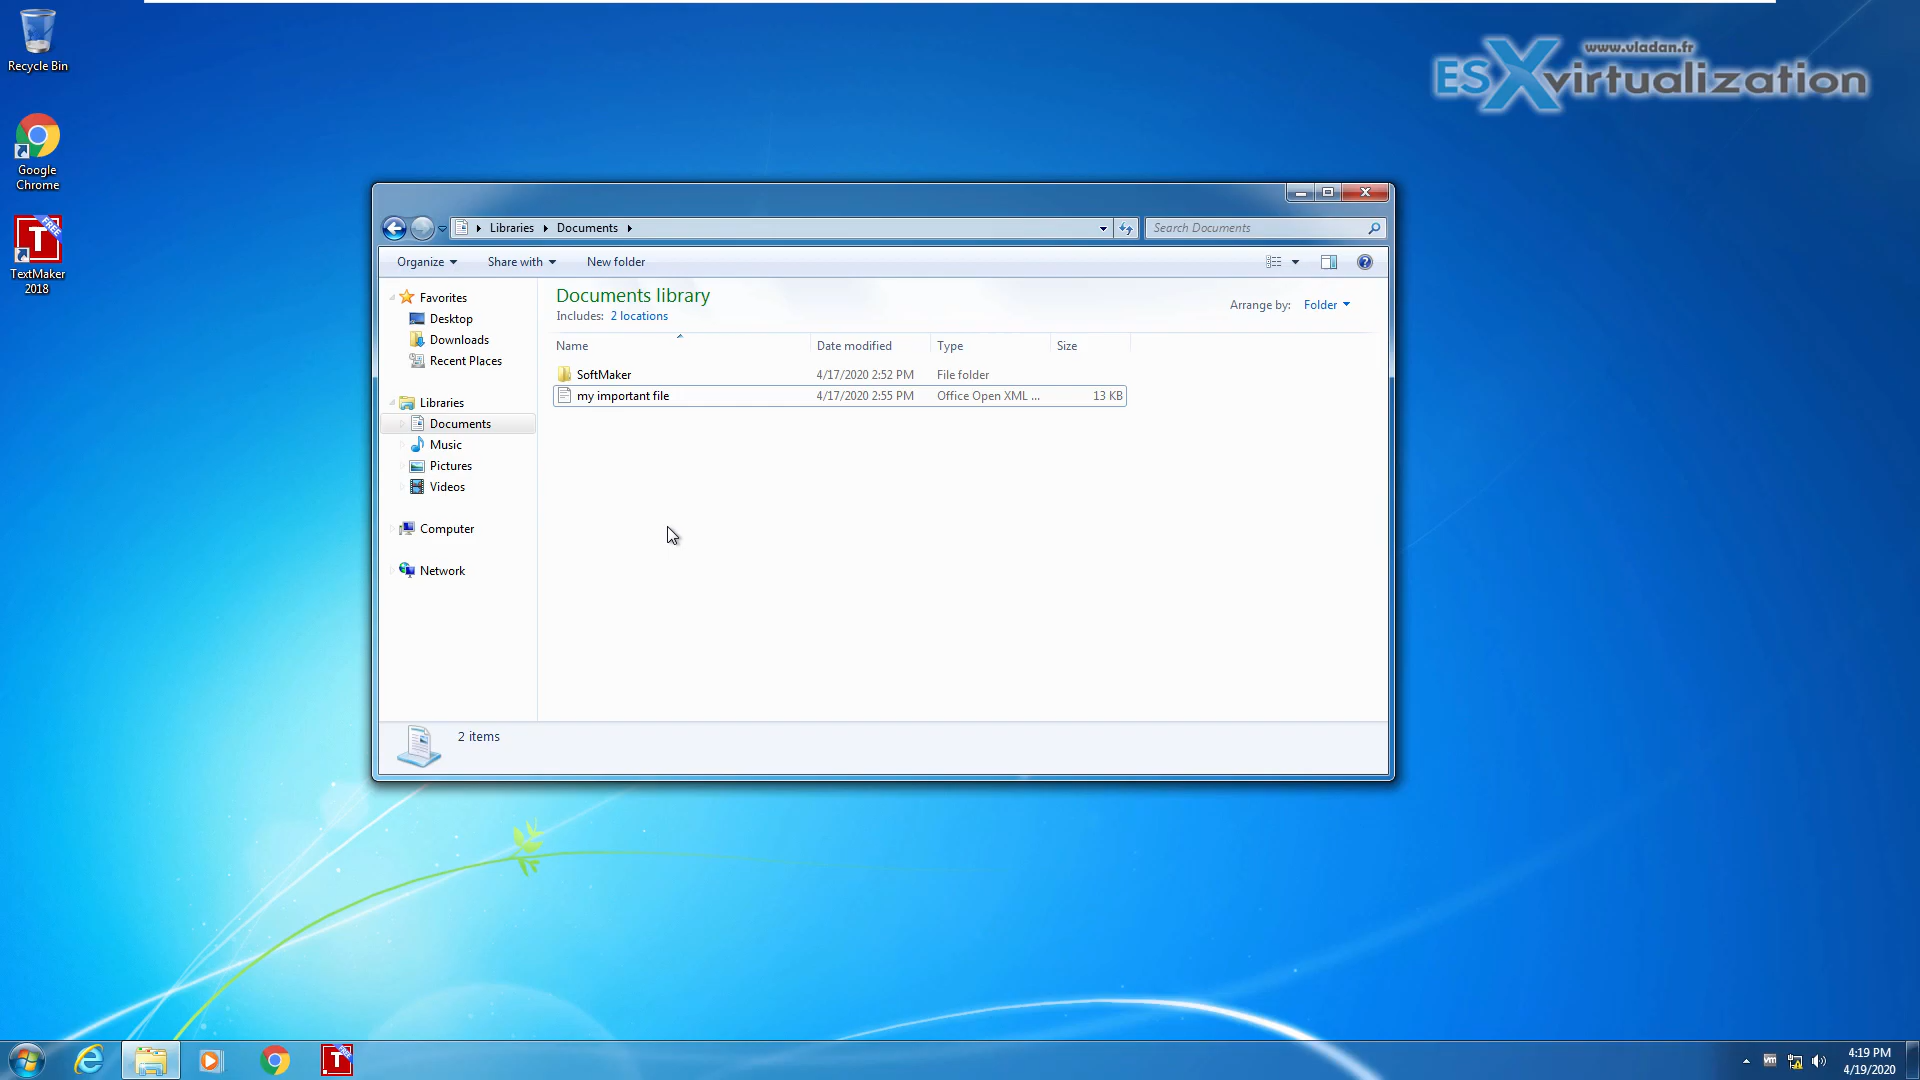 Recycle Bin
Google
Chrome
FREE
T
TextMaker
2018
www.vladan.fr
ESXvirtualization
Libraries
Documents
Search Documents
Organize
Share with
New folder
Favorites
Desktop
Downloads
Recent Places
Libraries
Documents
Music
Pictures
Videos
Computer
Network
Documents library
Includes: 2 locations
Arrange by: Folder
Name Date modified Type Size
SoftMaker 4/17/2020 2:52 PM File folder
my important file 4/17/2020 2:55 PM Office Open XML ... 13 KB
2 items
T
vm
4:19 PM
4/19/2020